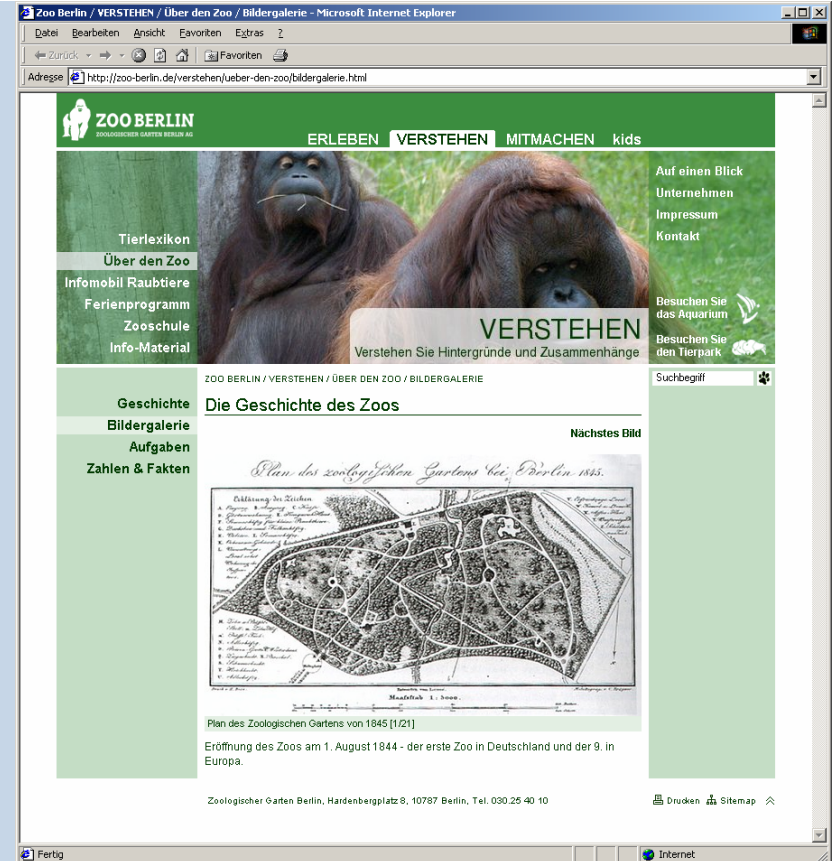 Zoo Berlin / VERSTEHEN / Über den Zoo / Bildergalerie - Microsoft Internet Explorer
Datei Bearbeiten Ansicht Favoriten Extras ?
Zurück Favoriten
Adresse http://zoo-berlin.de/verstehen/ueber-den-zoo/bildergalerie.html
ZOO BERLIN
ZOOLOGISCHER GARTEN BERLIN AG
ERLEBEN VERSTEHEN MITMACHEN kids
Tierlexikon
Über den Zoo
Infomobil Raubtiere
Ferienprogramm
Zooschule
Info-Material
Auf einen Blick
Unternehmen
Impressum
Kontakt
Besuchen Sie
das Aquarium
Besuchen Sie
den Tierpark
VERSTEHEN
Verstehen Sie Hintergründe und Zusammenhänge
ZOO BERLIN / VERSTEHEN / ÜBER DEN ZOO / BILDERGALERIE
Suchbegriff
Geschichte
Bildergalerie
Aufgaben
Zahlen & Fakten
Die Geschichte des Zoos
Nächstes Bild
Plan des zoologischen Gartens bei Berlin 1845.
Erklärung der Zeichen
Maafsstab 1:5000.
Plan des Zoologischen Gartens von 1845 [1/21]
Eröffnung des Zoos am 1. August 1844 - der erste Zoo in Deutschland und der 9. in
Europa.
Zoologischer Garten Berlin, Hardenbergplatz 8, 10787 Berlin, Tel. 030.25 40 10
Drucken Sitemap
Fertig Internet